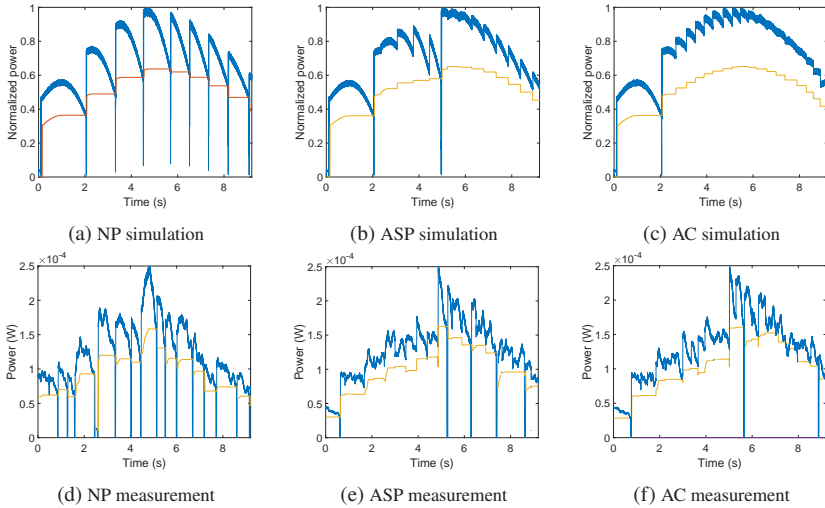 1
0.8
0.6
0.4
0.2
0
Normalized power
0 2 4 6 8
Time (s)
(a) NP simulation
1
0.8
0.6
0.4
0.2
0
Normalized power
0 2 4 6 8
Time (s)
(b) ASP simulation
1
0.8
0.6
0.4
0.2
0
Normalized power
0 2 4 6 8
Time (s)
(c) AC simulation
×10⁻⁴
2.5
2
1.5
1
0.5
0
Power (W)
0 2 4 6 8
Time (s)
(d) NP measurement
×10⁻⁴
2.5
2
1.5
1
0.5
0
Power (W)
0 2 4 6 8
Time (s)
(e) ASP measurement
×10⁻⁴
2.5
2
1.5
1
0.5
0
Power (W)
0 2 4 6 8
Time (s)
(f) AC measurement